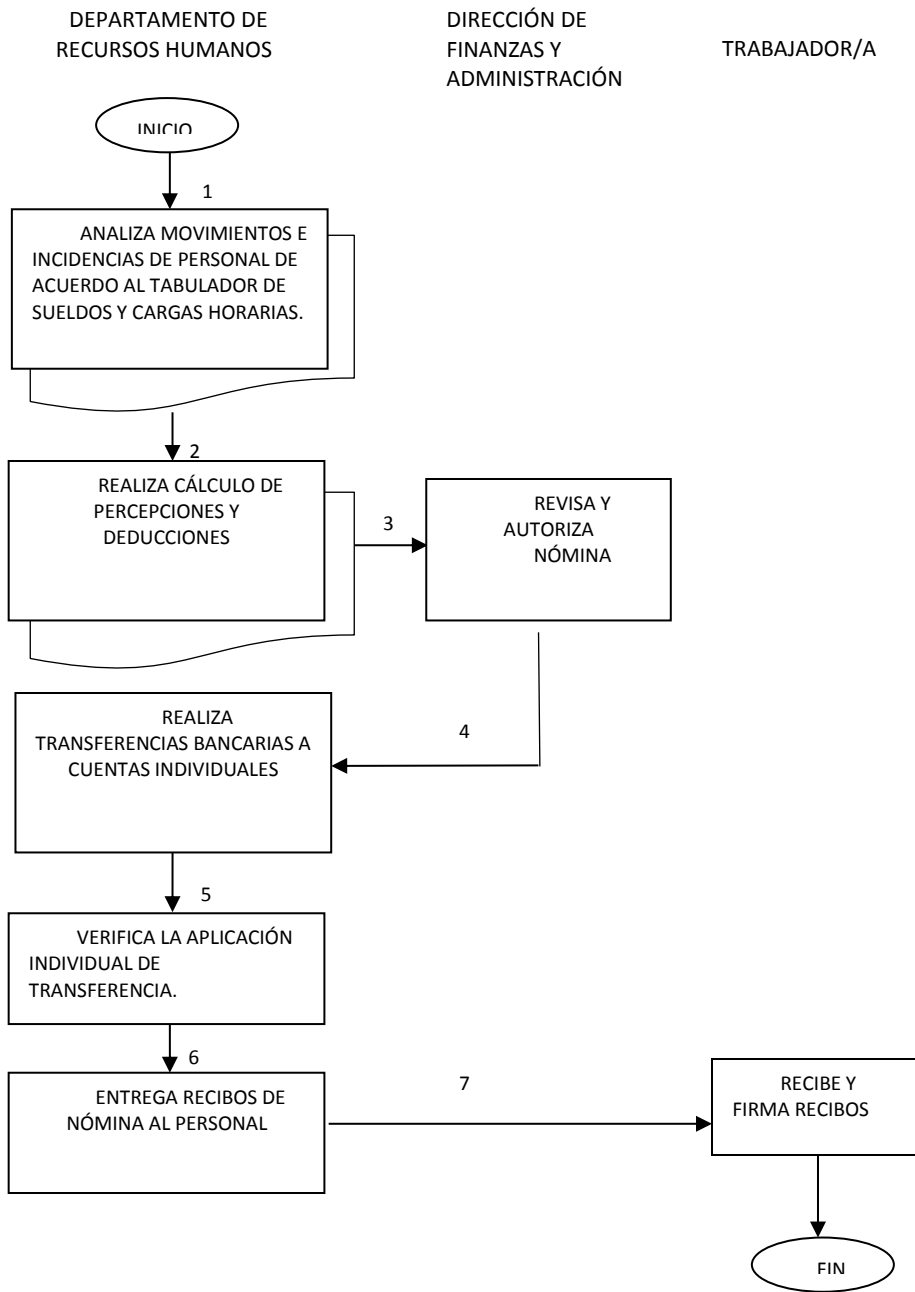 DEPARTAMENTO DE
RECURSOS HUMANOS
DIRECCIÓN DE
FINANZAS Y
ADMINISTRACIÓN
TRABAJADOR/A
INICIO
1
ANALIZA MOVIMIENTOS E
INCIDENCIAS DE PERSONAL DE
ACUERDO AL TABULADOR DE
SUELDOS Y CARGAS HORARIAS.
2
REALIZA CÁLCULO DE
PERCEPCIONES Y
DEDUCCIONES
3
REVISA Y
AUTORIZA
NÓMINA
4
REALIZA
TRANSFERENCIAS BANCARIAS A
CUENTAS INDIVIDUALES
5
VERIFICA LA APLICACIÓN
INDIVIDUAL DE
TRANSFERENCIA.
6
ENTREGA RECIBOS DE
NÓMINA AL PERSONAL
7
RECIBE Y
FIRMA RECIBOS
FIN